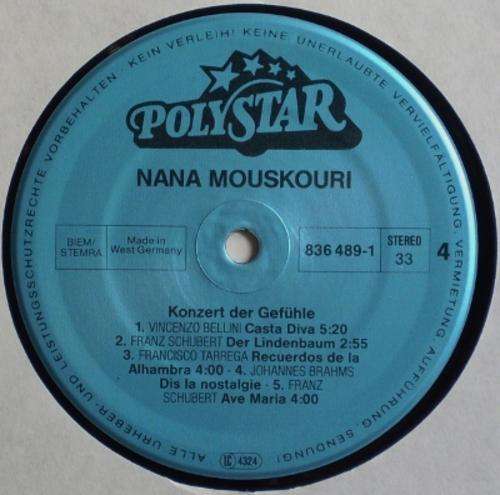 ALLE URHEBER- UND LEISTUNGSSCHUTZRECHTE VORBEHALTEN · KEIN VERLEIH! KEINE UNERLAUBTE VERVIELFÄLTIGUNG, VERMIETUNG, AUFFÜHRUNG, SENDUNG!
POLYSTAR
NANA MOUSKOURI
BIEM/
STEMRA
Made in
West Germany
836 489-1
STEREO
33
4
Konzert der Gefühle
1. VINCENZO BELLINI Casta Diva 5:20
2. FRANZ SCHUBERT Der Lindenbaum 2:55
3. FRANCISCO TARREGA Recuerdos de la
Alhambra 4:00 · 4. JOHANNES BRAHMS
Dis la nostalgie · 5. FRANZ
SCHUBERT Ave Maria 4:00
LC 4324